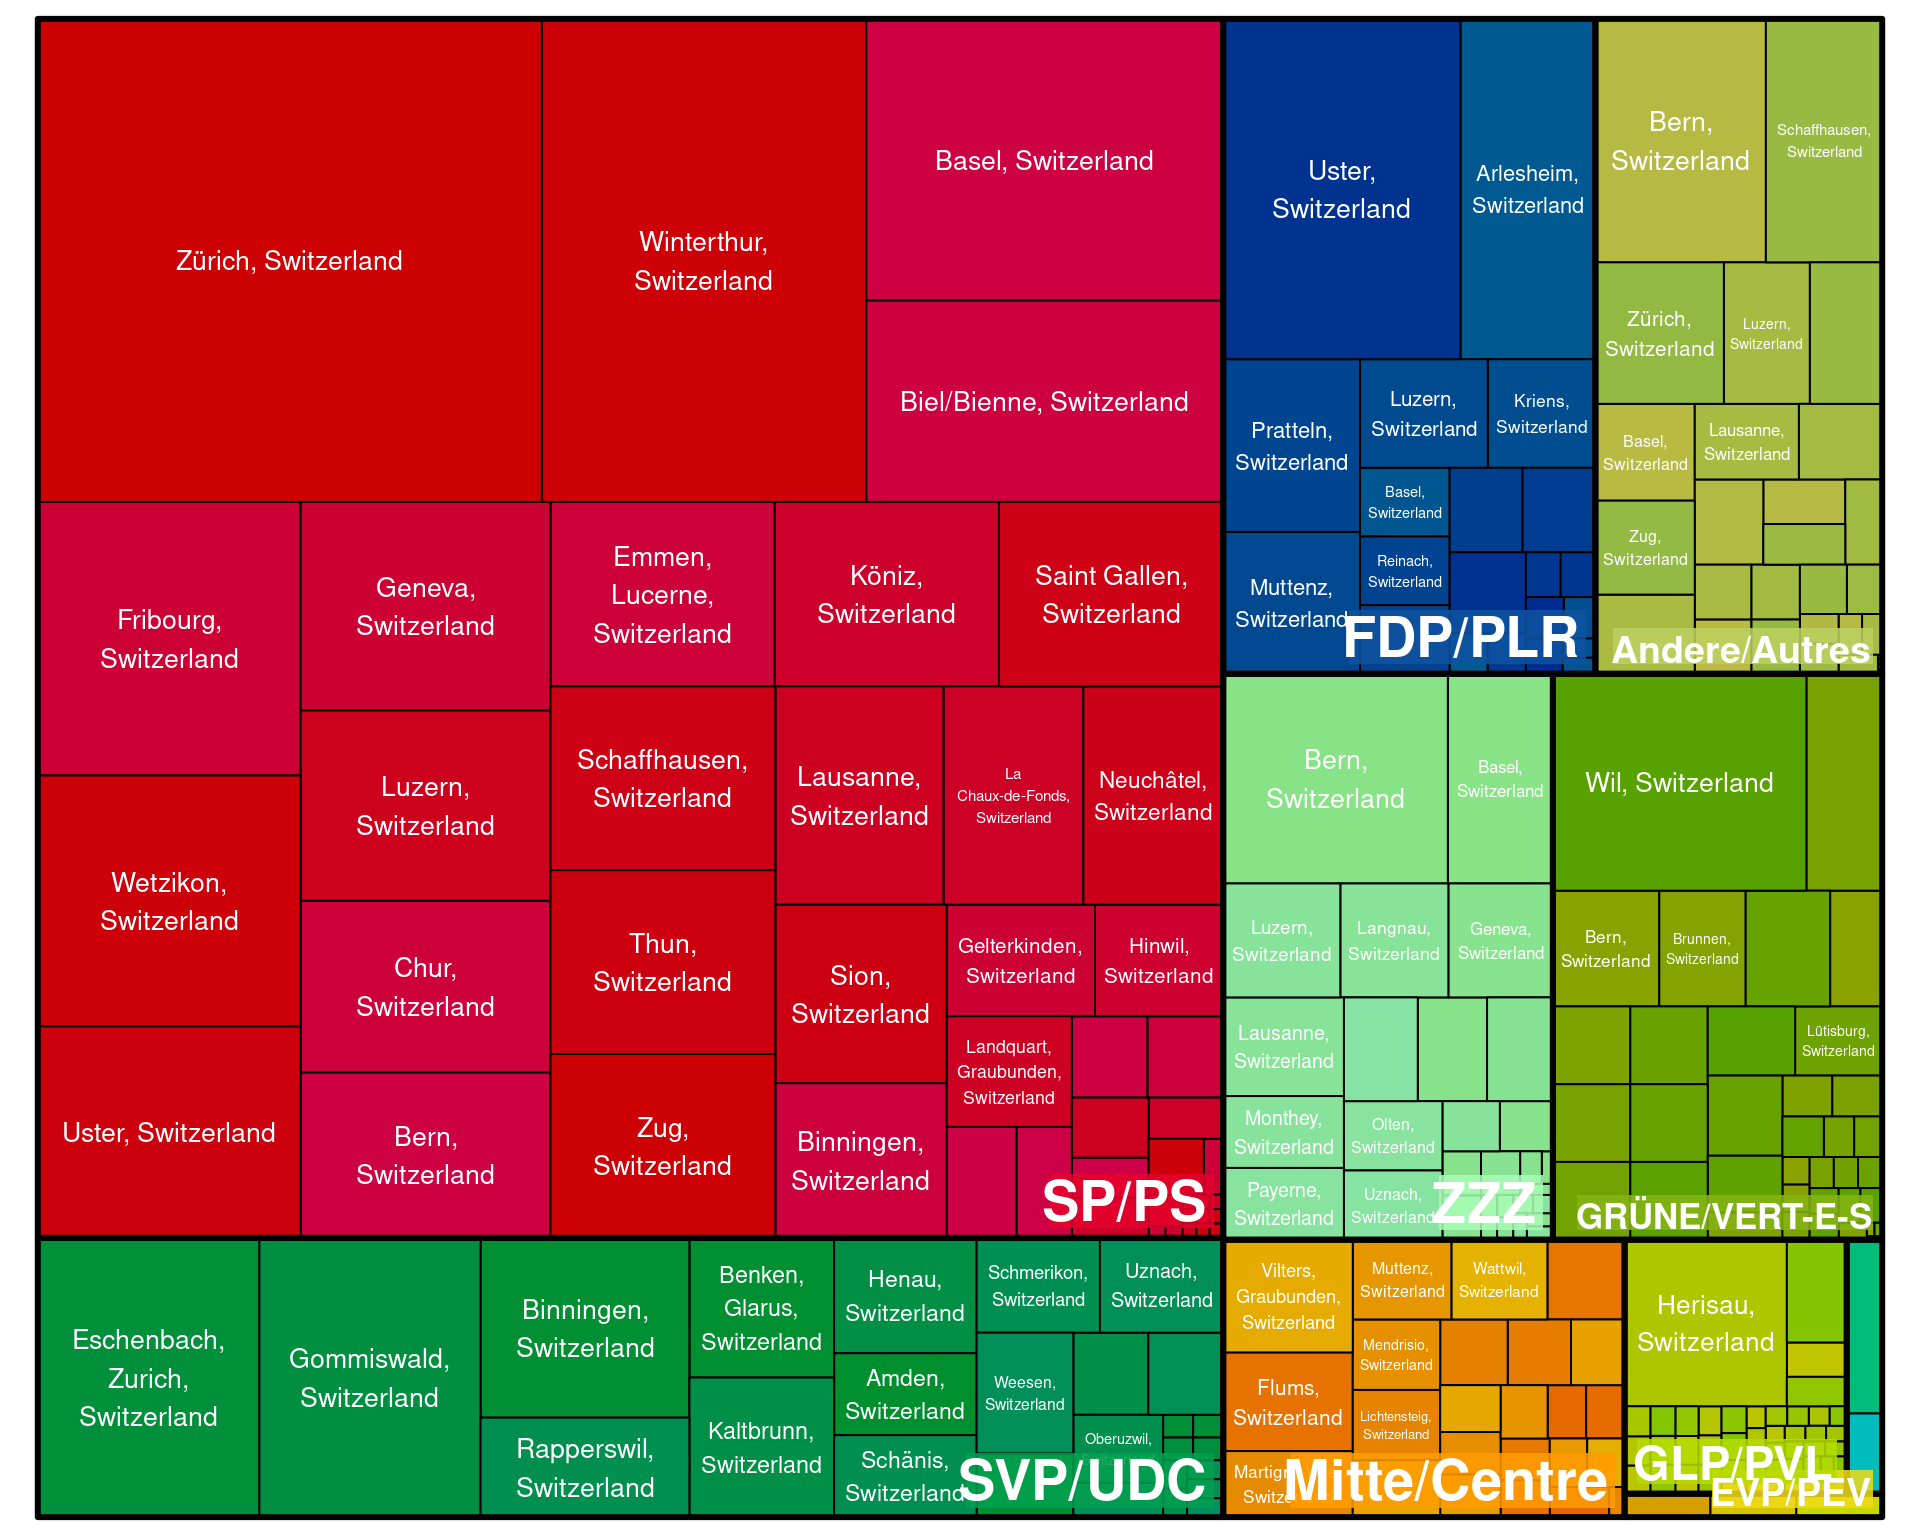 Zürich, Switzerland
Winterthur,
Switzerland
Basel, Switzerland
Biel/Bienne, Switzerland
Fribourg,
Switzerland
Wetzikon,
Switzerland
Uster, Switzerland
Geneva,
Switzerland
Luzern,
Switzerland
Chur,
Switzerland
Bern,
Switzerland
Emmen,
Lucerne,
Switzerland
Schaffhausen,
Switzerland
Thun,
Switzerland
Zug,
Switzerland
Köniz,
Switzerland
Saint Gallen,
Switzerland
Lausanne,
Switzerland
La
Chaux-de-Fonds,
Switzerland
Neuchâtel,
Switzerland
Sion,
Switzerland
Binningen,
Switzerland
Gelterkinden,
Switzerland
Hinwil,
Switzerland
Landquart,
Graubunden,
Switzerland
SP/PS
Eschenbach,
Zurich,
Switzerland
Gommiswald,
Switzerland
Binningen,
Switzerland
Rapperswil,
Switzerland
Benken,
Glarus,
Switzerland
Kaltbrunn,
Switzerland
Henau,
Switzerland
Amden,
Switzerland
Schänis,
Switzerland
Schmerikon,
Switzerland
Uznach,
Switzerland
Weesen,
Switzerland
Oberuzwil,
SVP/UDC
Uster,
Switzerland
Arlesheim,
Switzerland
Pratteln,
Switzerland
Muttenz,
Switzerland
Luzern,
Switzerland
Kriens,
Switzerland
Basel,
Switzerland
Reinach,
Switzerland
FDP/PLR
Bern,
Switzerland
Schaffhausen,
Switzerland
Zürich,
Switzerland
Luzern,
Switzerland
Basel,
Switzerland
Lausanne,
Switzerland
Zug,
Switzerland
Andere/Autres
Bern,
Switzerland
Basel,
Switzerland
Luzern,
Switzerland
Langnau,
Switzerland
Geneva,
Switzerland
Lausanne,
Switzerland
Monthey,
Switzerland
Payerne,
Switzerland
Olten,
Switzerland
Uznach,
Switzerland
ZZZ
Wil, Switzerland
Bern,
Switzerland
Brunnen,
Switzerland
Lütisburg,
Switzerland
GRÜNE/VERT-E-S
Vilters,
Graubunden,
Switzerland
Flums,
Switzerland
Muttenz,
Switzerland
Wattwil,
Switzerland
Mendrisio,
Switzerland
Lichtensteig,
Switzerland
Mitte/Centre
Herisau,
Switzerland
GLP/PVL
EVP/PEV